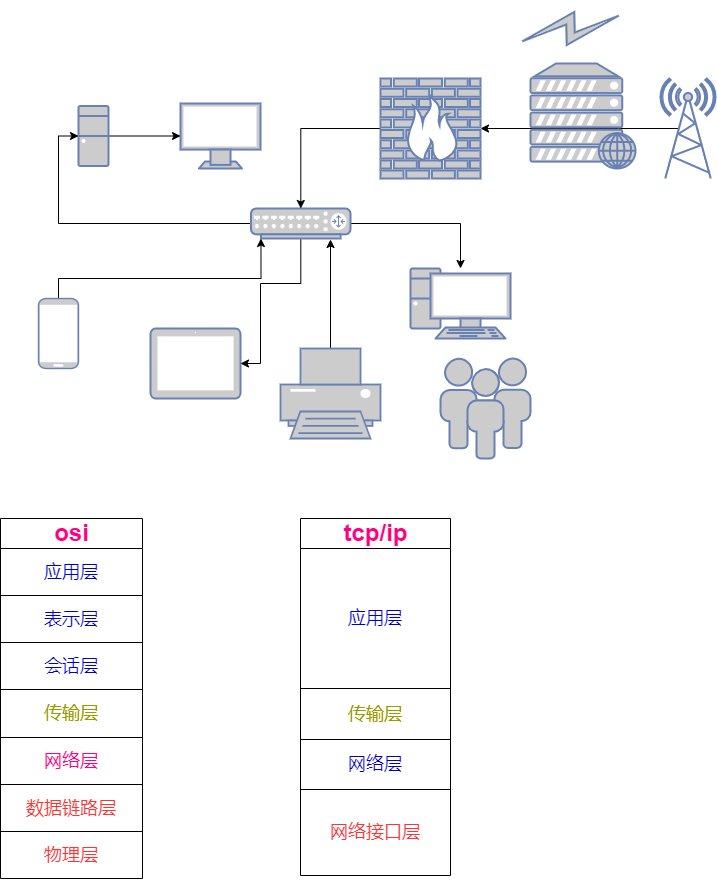 osi
应用层
表示层
会话层
传输层
网络层
数据链路层
物理层
tcp/ip
应用层
传输层
网络层
网络接口层